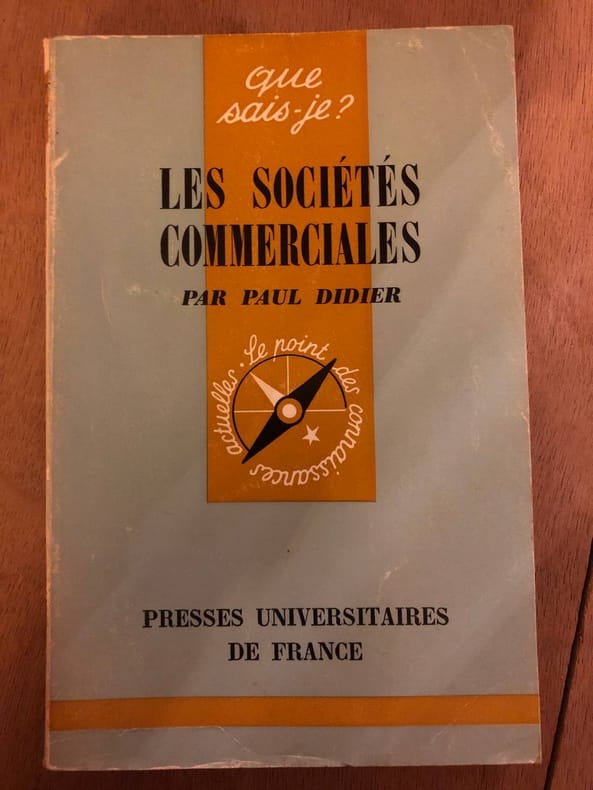 que
sais-je?
LES SOCIÉTÉS
COMMERCIALES
PAR PAUL DIDIER
Le point des connaissances actuelles.
PRESSES UNIVERSITAIRES
DE FRANCE